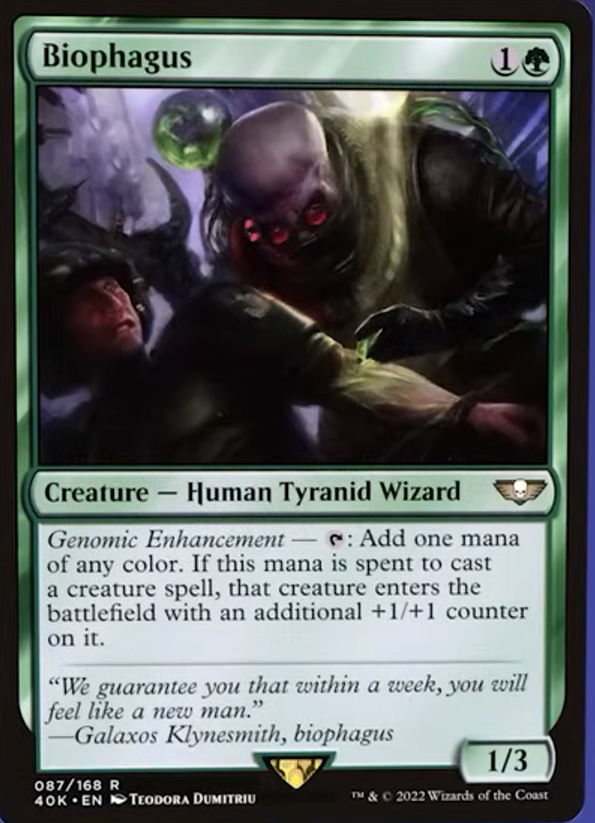 Biophagus 1
Creature — Human Tyranid Wizard
Genomic Enhancement — : Add one mana
of any color. If this mana is spent to cast
a creature spell, that creature enters the
battlefield with an additional +1/+1 counter
on it.
“We guarantee you that within a week, you will
feel like a new man.”
—Galaxos Klynesmith, biophagus
1/3
087/168 R
40K • EN Teodora Dumitriu
™ & © 2022 Wizards of the Coast